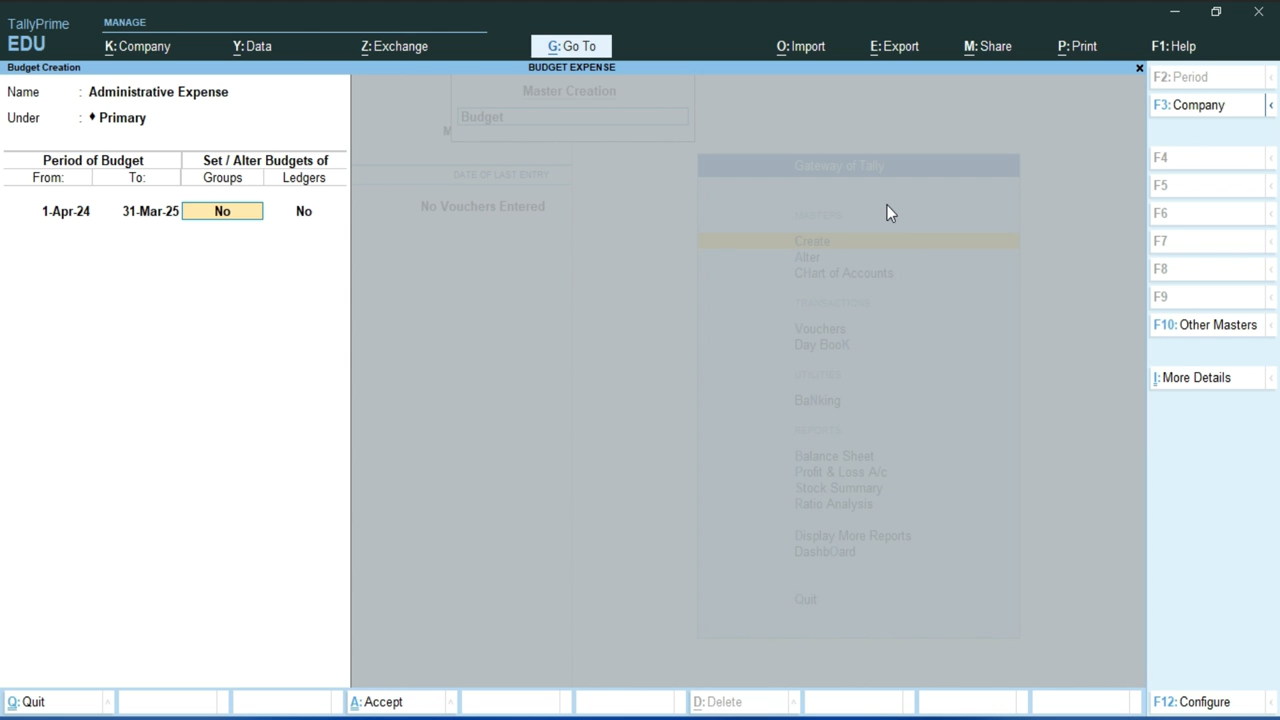 TallyPrime
EDU
MANAGE
K: Company
Y: Data
Z: Exchange
G: Go To
O: Import
E: Export
M: Share
P: Print
F1: Help
Budget Creation
BUDGET EXPENSE
Name : Administrative Expense
Under : ♦ Primary
Period of Budget
Set / Alter Budgets of
From:
To:
Groups
Ledgers
1-Apr-24
31-Mar-25
No
No
Master Creation
Budget
M
DATE OF LAST ENTRY
No Vouchers Entered
Gateway of Tally
MASTERS
Create
Alter
CHart of Accounts
TRANSACTIONS
Vouchers
Day BooK
UTILITIES
BaNking
REPORTS
Balance Sheet
Profit & Loss A/c
Stock Summary
Ratio Analysis
Display More Reports
DashbOard
Quit
F2: Period
F3: Company
F4
F5
F6
F7
F8
F9
F10: Other Masters
I: More Details
Q: Quit
A: Accept
D: Delete
F12: Configure